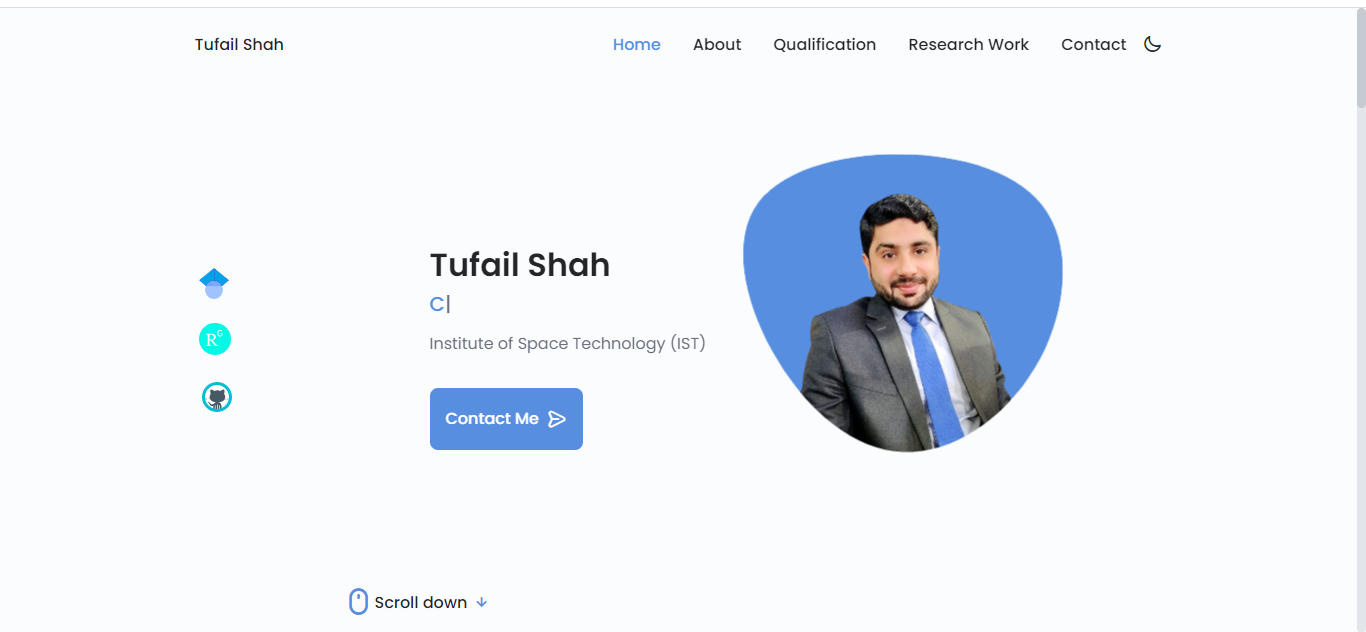 Tufail Shah
Home About Qualification Research Work Contact
Tufail Shah
C|
Institute of Space Technology (IST)
RG
Contact Me
Scroll down